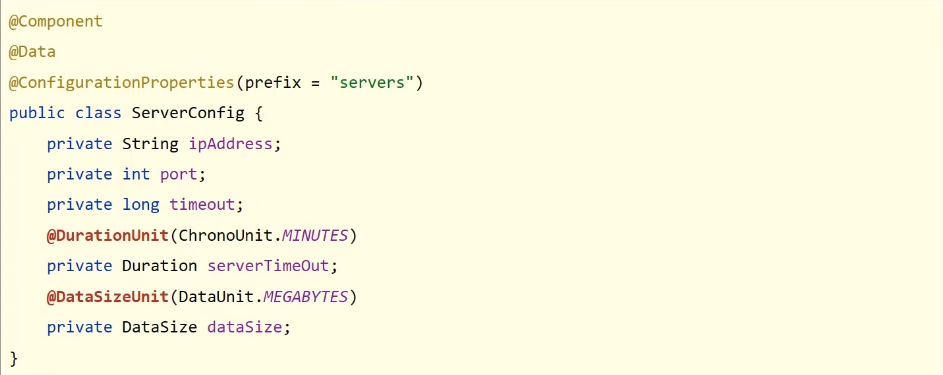 @Component
@Data
@ConfigurationProperties(prefix = "servers")
public class ServerConfig {
    private String ipAddress;
    private int port;
    private long timeout;
    @DurationUnit(ChronoUnit.MINUTES)
    private Duration serverTimeOut;
    @DataSizeUnit(DataUnit.MEGABYTES)
    private DataSize dataSize;
}